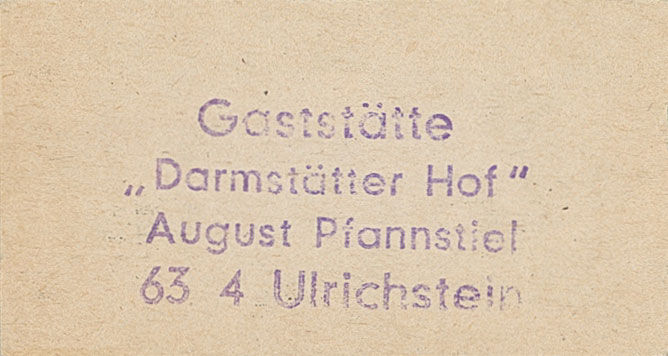 Gaststätte
„Darmstätter Hof“
August Pfannstiel
63 4 Ulrichstein